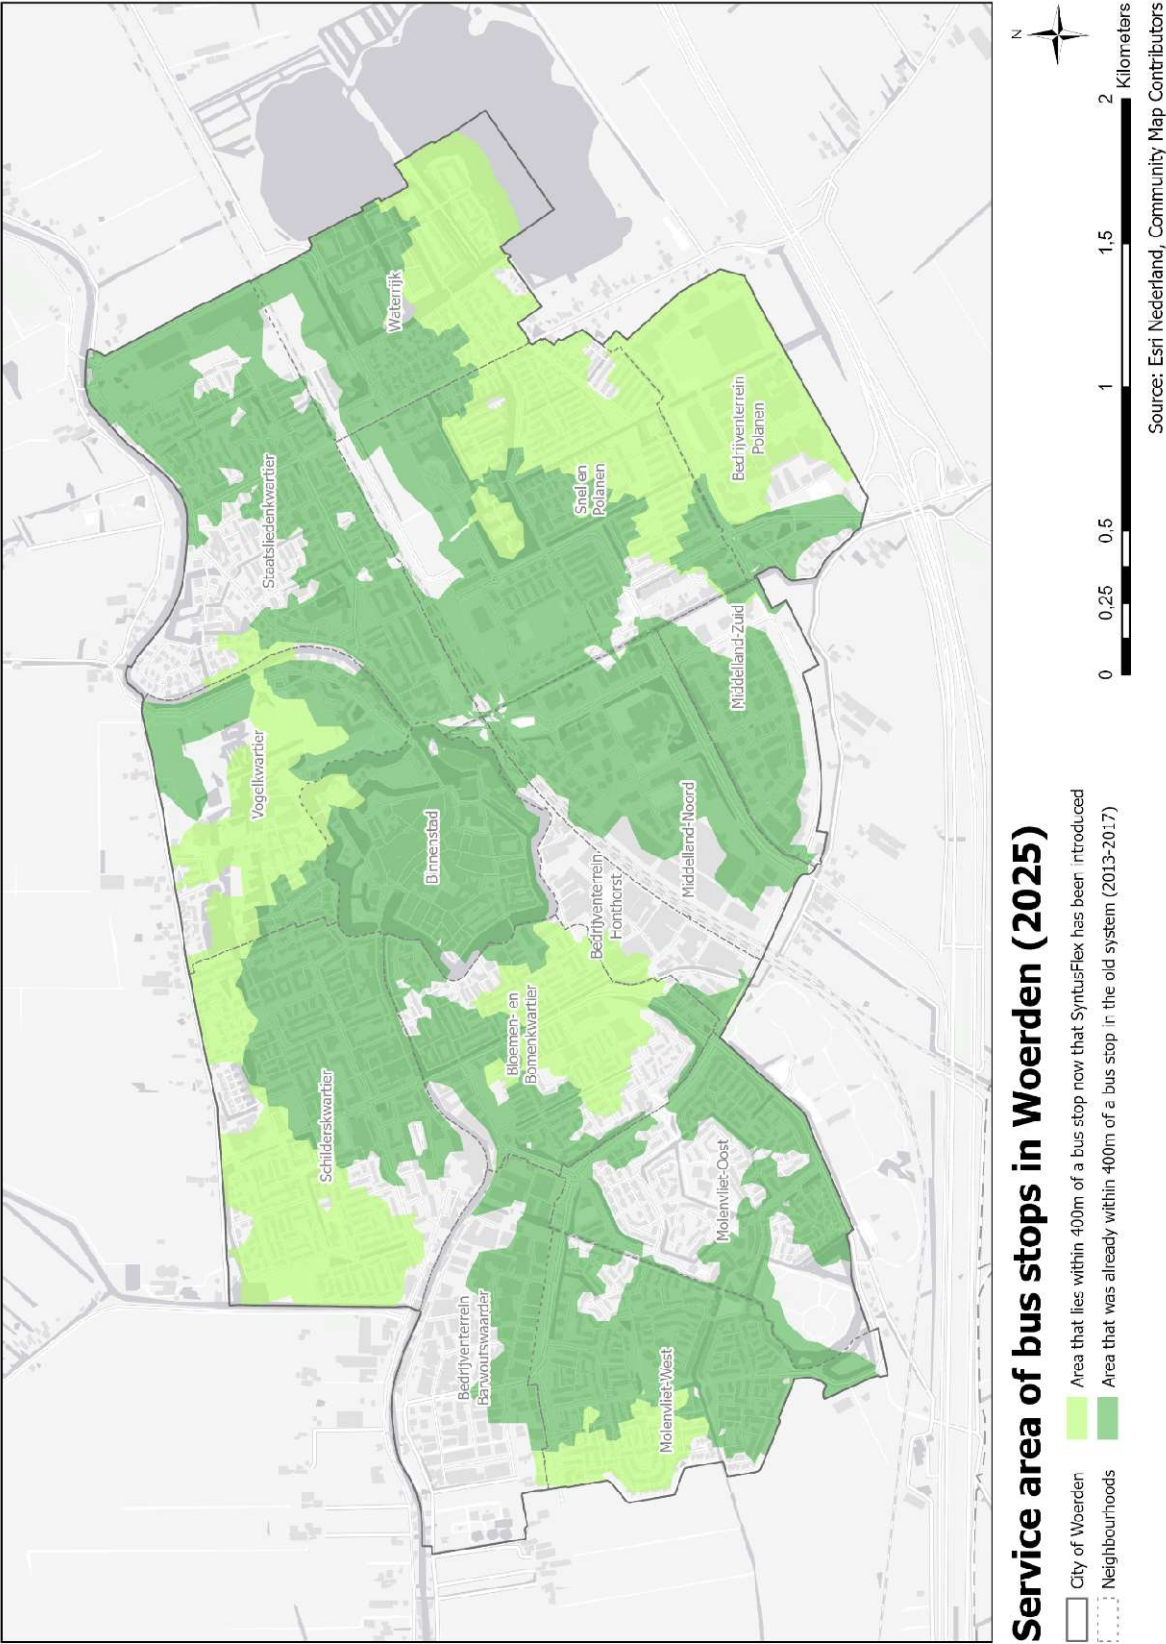 Waterrijk
Staatsliedenkwartier
Snel en
Polanen
Bedrijventerrein
Polanen
Vogelkwartier
Middelland-Zuid
Binnenstad
Middelland-Noord
Bedrijventerrein
Honthorst
Schilderskwartier
Bloemen- en
Bomenkwartier
Molenvliet-Oost
Bedrijventerrein
Barwoutswaarder
Molenvliet-West
Service area of bus stops in Woerden (2025)
City of Woerden
Neighbourhoods
Area that lies within 400m of a bus stop now that SyntusFlex has been introduced
Area that was already within 400m of a bus stop in the old system (2013-2017)
N
0 0,25 0,5 1 1,5 2
Kilometers
Source: Esri Nederland, Community Map Contributors